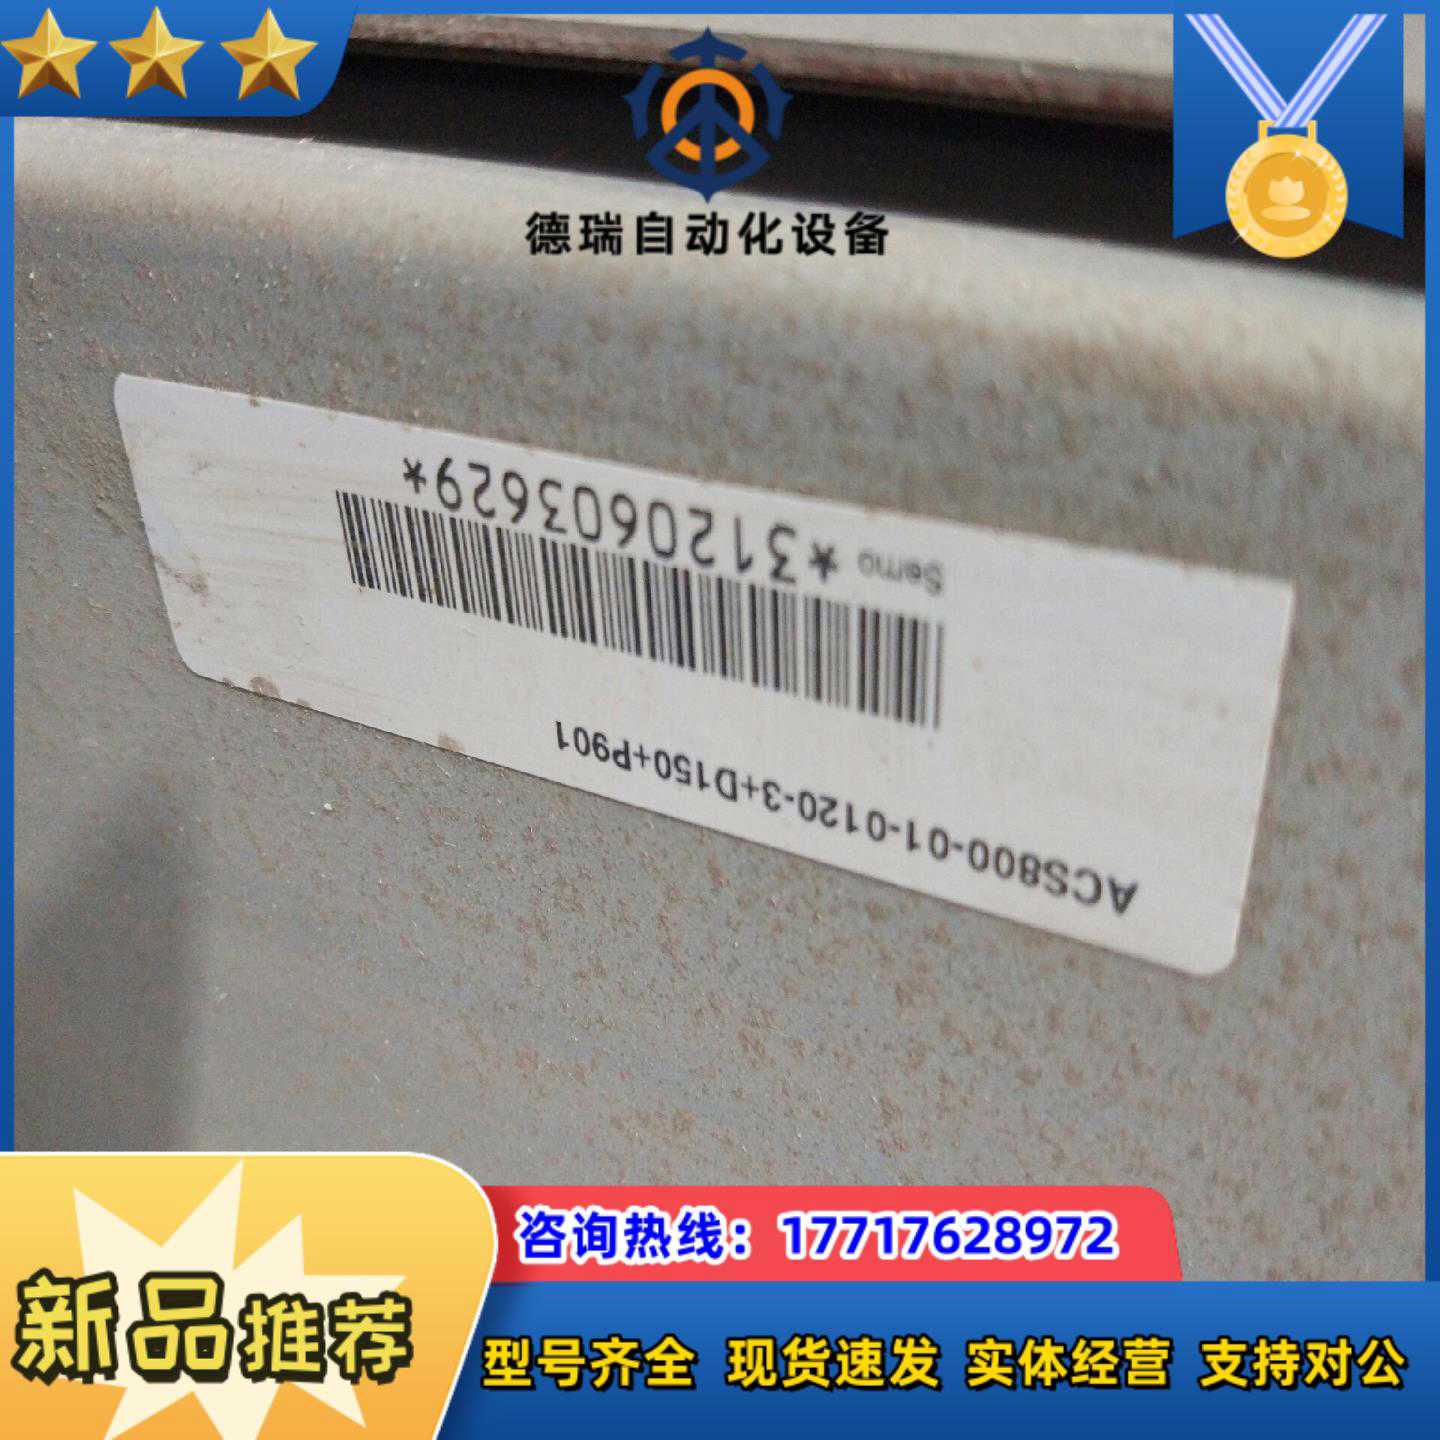 德瑞自动化设备
ACS800-01-0120-3+D150+P901
Serno *3120603629*
咨询热线：17717628972
新品推荐
型号齐全 现货速发 实体经营 支持对公